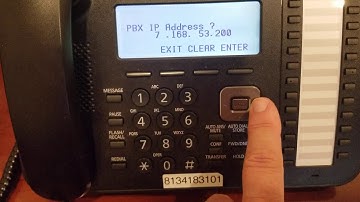 PBX IP Address ?
7 .168. 53.200
EXIT CLEAR ENTER
MESSAGE
PAUSE
FLASH/
RECALL
REDIAL
1
ABC
2
DEF
3
GHI
4
JKL
5
MNO
6
PQRS
7
TUV
8
WXYZ
9
OPER
0
#
AUTO ANS/
MUTE
AUTO DIAL/
STORE
CONF
FWD/DND
TRANSFER
HOLD
8134183101